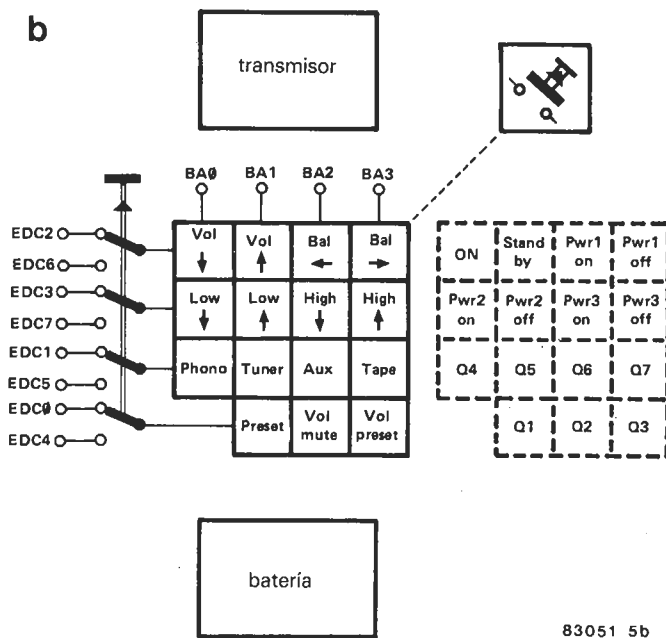 b
transmisor
BA0 BA1 BA2 BA3
EDC2
EDC6
EDC3
EDC7
EDC1
EDC5
EDC0
EDC4
Vol ↓ Vol ↑ Bal ← Bal →
Low ↓ Low ↑ High ↓ High ↑
Phono Tuner Aux Tape
Preset Vol mute Vol preset
ON Stand by Pwr1 on Pwr1 off
Pwr2 on Pwr2 off Pwr3 on Pwr3 off
Q4 Q5 Q6 Q7
Q1 Q2 Q3
batería
83051 5b